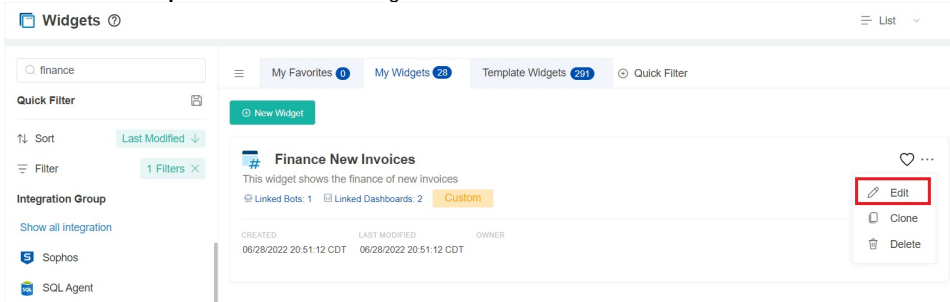 Widgets
List
finance
My Favorites 0
My Widgets 28
Template Widgets 291
Quick Filter
Quick Filter
New Widget
Sort
Last Modified
Filter
1 Filters
Finance New Invoices
This widget shows the finance of new invoices
Linked Bots: 1
Linked Dashboards: 2
Custom
Edit
Clone
Delete
Integration Group
Show all integration
CREATED
LAST MODIFIED
OWNER
06/28/2022 20:51:12 CDT
06/28/2022 20:51:12 CDT
Sophos
SQL Agent